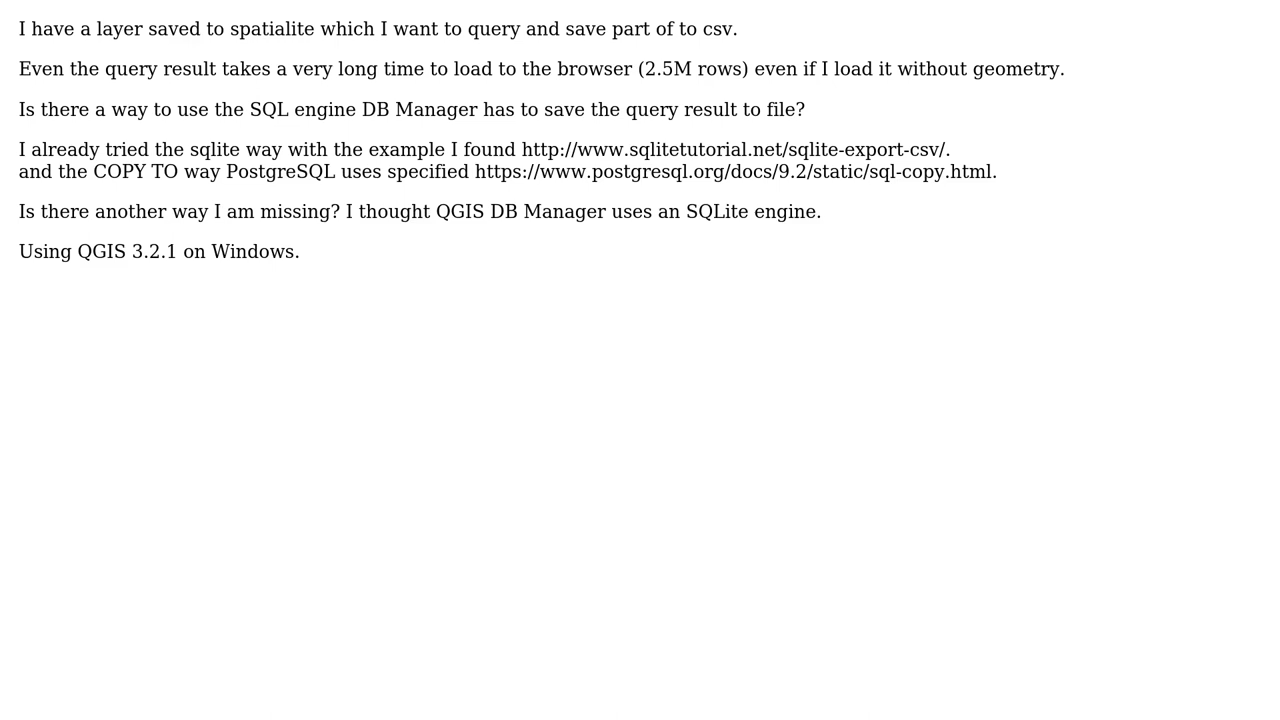 I have a layer saved to spatialite which I want to query and save part of to csv.
Even the query result takes a very long time to load to the browser (2.5M rows) even if I load it without geometry.
Is there a way to use the SQL engine DB Manager has to save the query result to file?
I already tried the sqlite way with the example I found http://www.sqlitetutorial.net/sqlite-export-csv/.
and the COPY TO way PostgreSQL uses specified https://www.postgresql.org/docs/9.2/static/sql-copy.html.
Is there another way I am missing? I thought QGIS DB Manager uses an SQLite engine.
Using QGIS 3.2.1 on Windows.